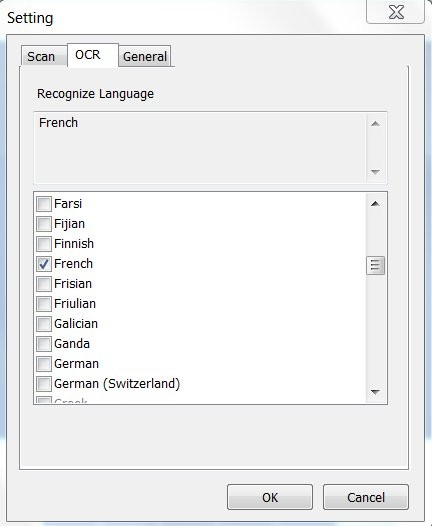 Setting
Scan OCR General
Recognize Language
French
Farsi
Fijian
Finnish
French
Frisian
Friulian
Galician
Ganda
German
German (Switzerland)
Greek
OK Cancel